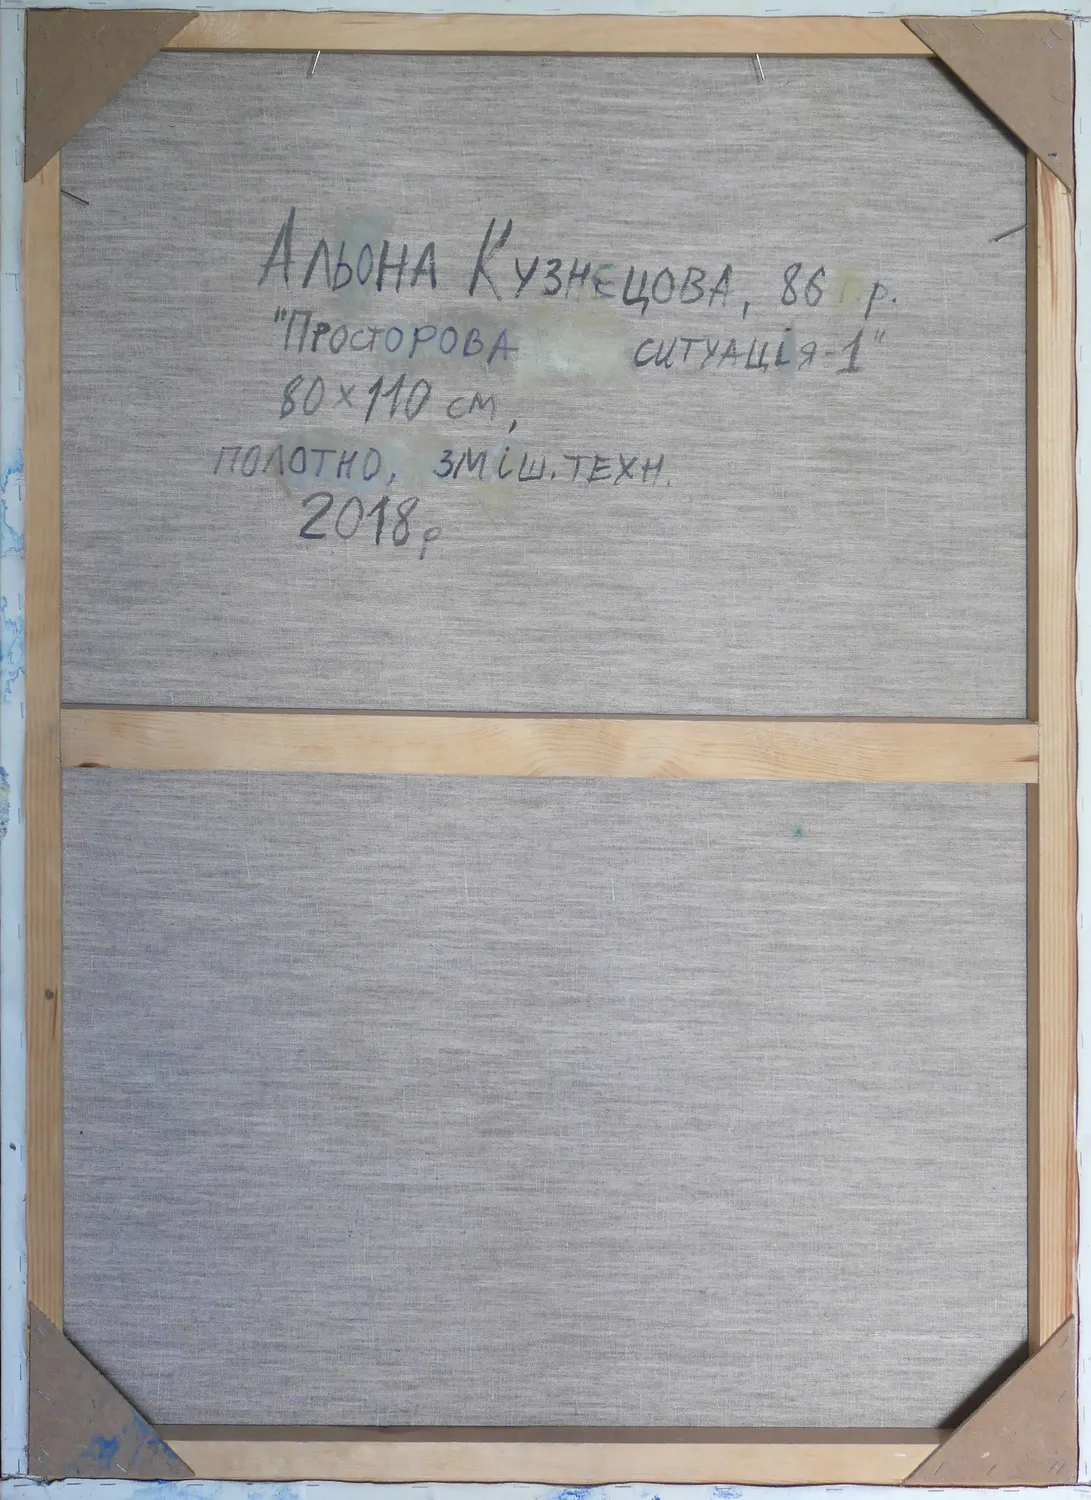 Альона Кузнецова, 86 г.р.
"Просторова ситуація-1"
80×110 см,
полотно, зміш.техн.
2018р